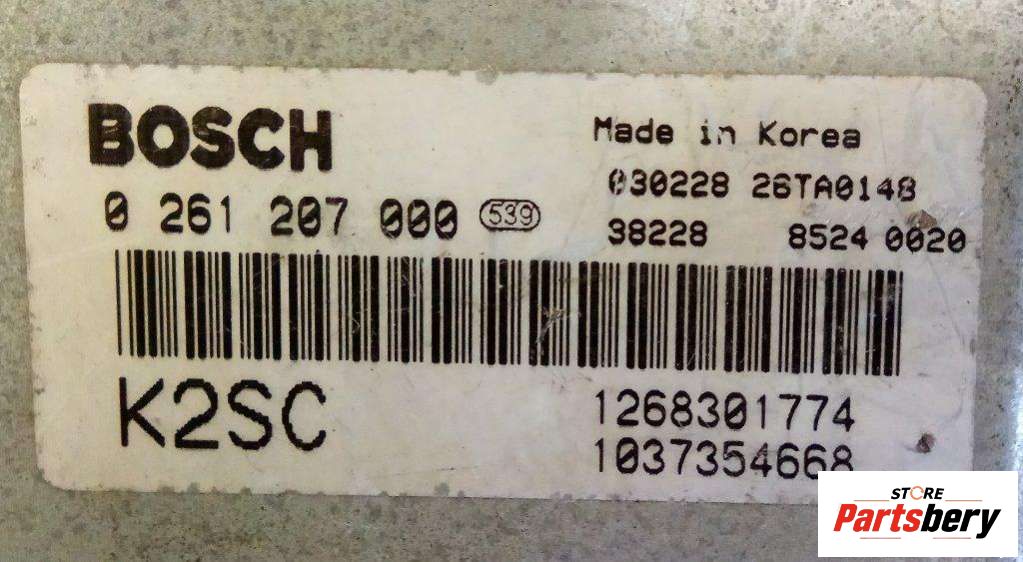 BOSCH
0 261 207 000 539
Made in Korea
030228 26TA0148
38228 8524 0020
K2SC
1268301774
1037354668
STORE
Partsbery